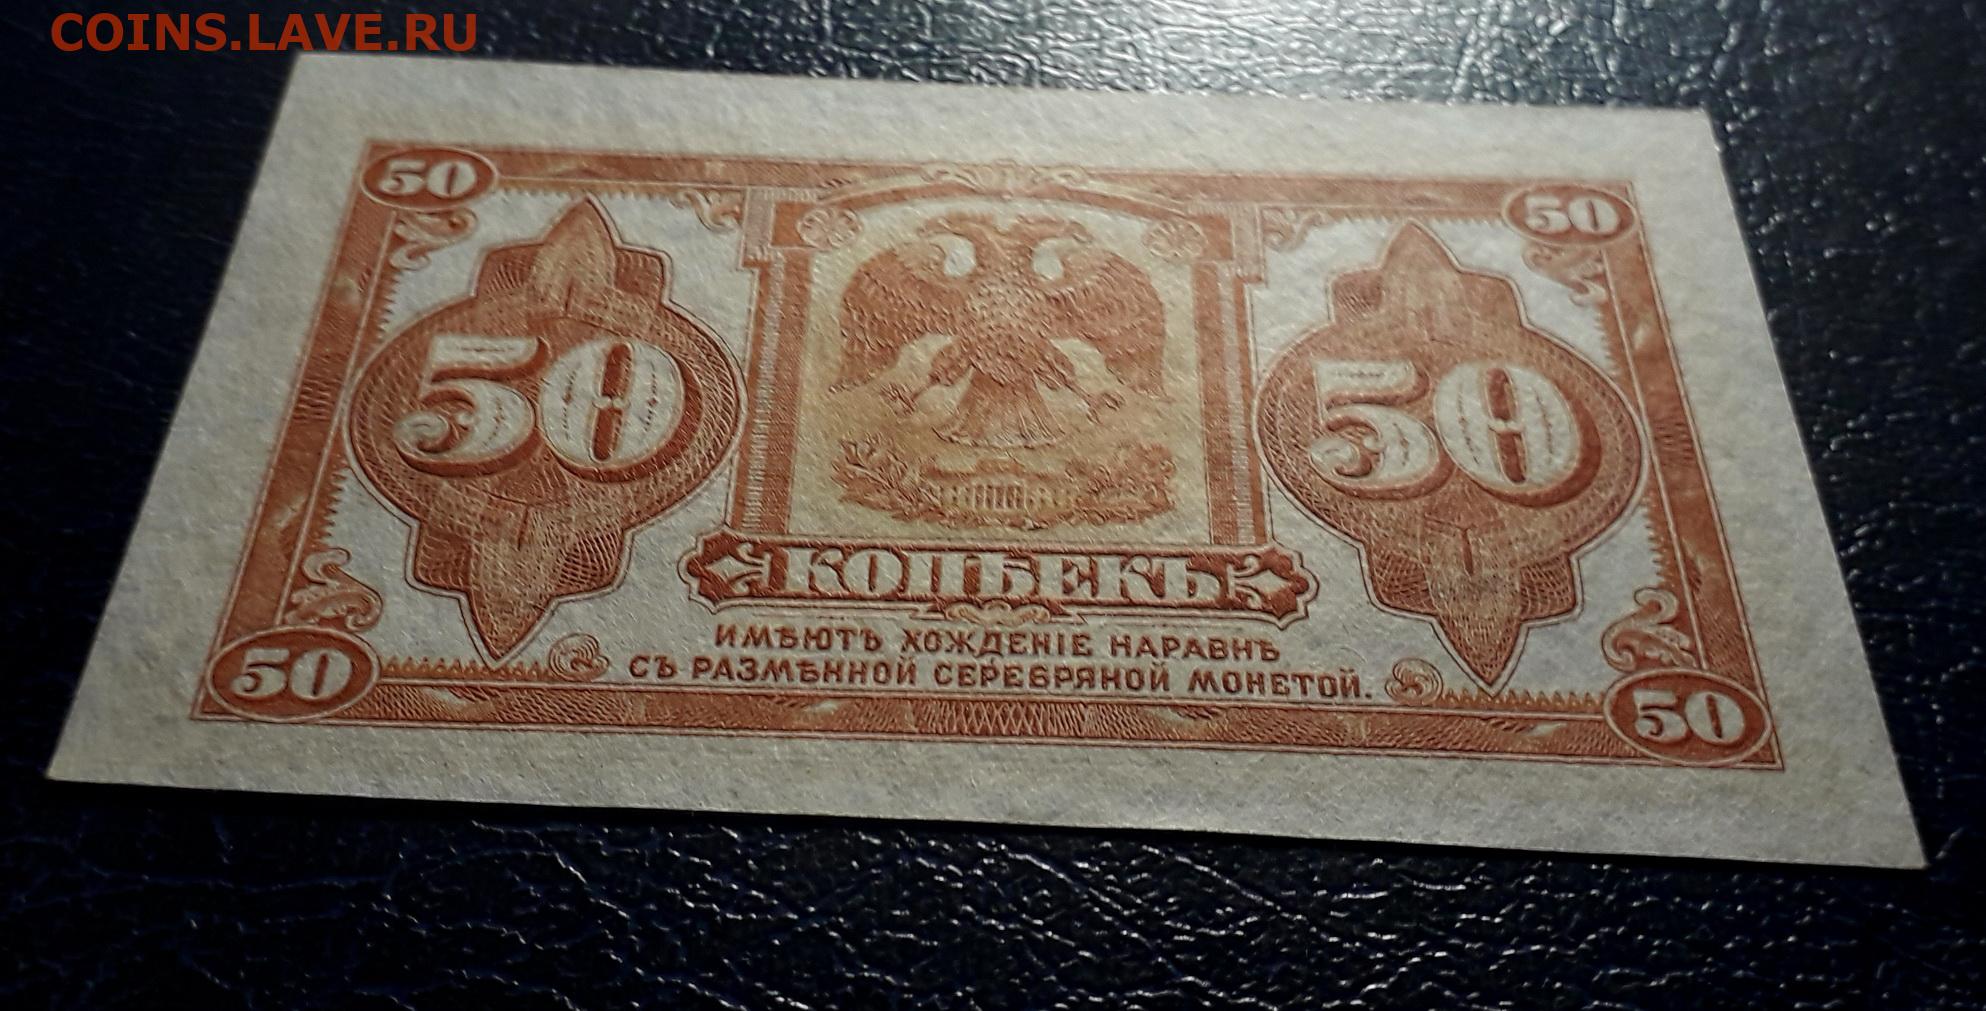 COINS.LAVE.RU
50 50
50 50
КОПѢЕКЪ
ИМѢЮТЪ ХОЖДЕНІЕ НАРАВНѢ
СЪ РАЗМѢННОЙ СЕРЕБРЯНОЙ МОНЕТОЙ.
50 50